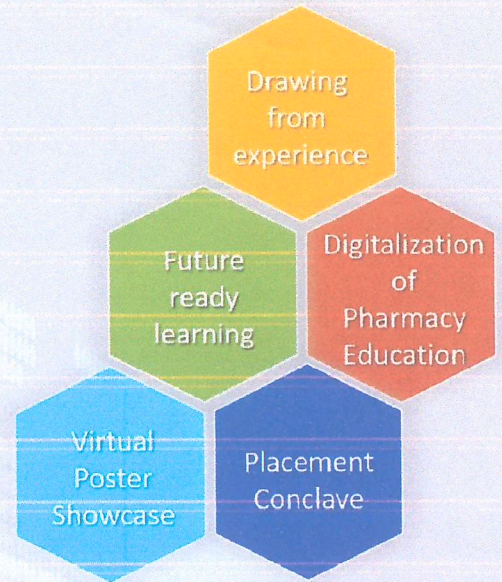 Drawing
from
experience
Future
ready
learning
Digitalization
of
Pharmacy
Education
Virtual
Poster
Showcase
Placement
Conclave